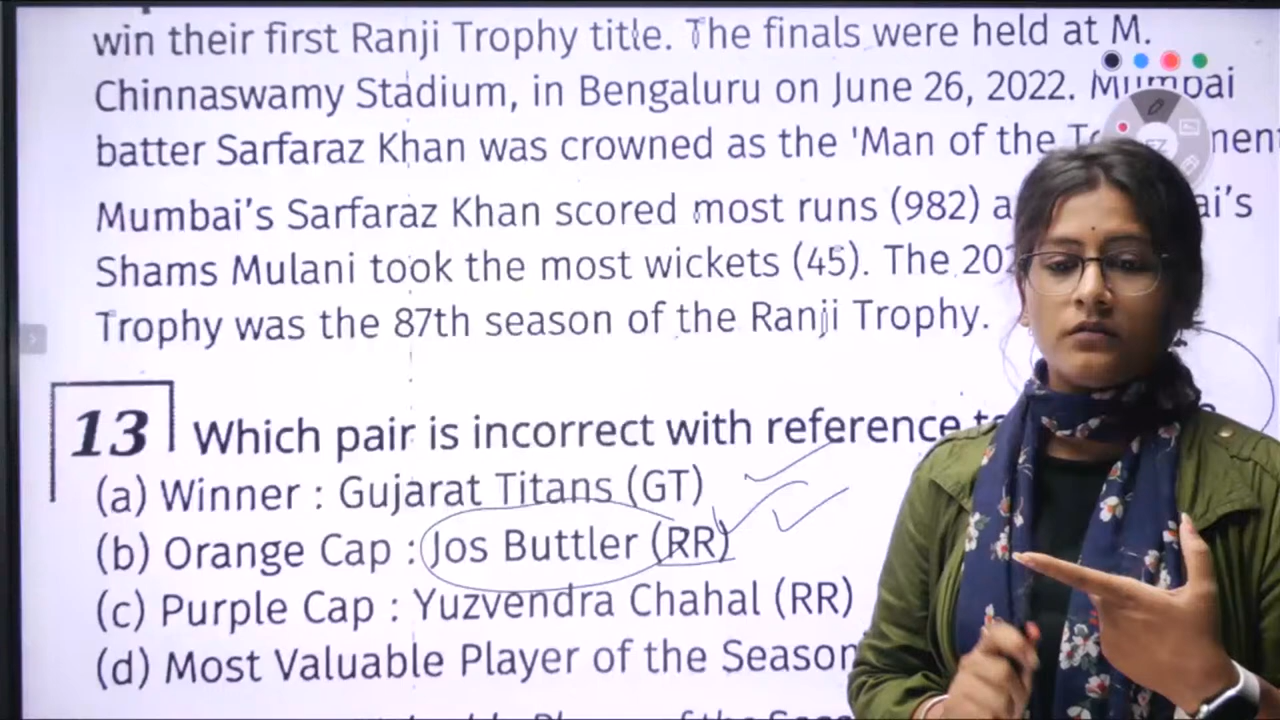 win their first Ranji Trophy title. The finals were held at M.
Chinnaswamy Stadium, in Bengaluru on June 26, 2022. Mumbai
batter Sarfaraz Khan was crowned as the 'Man of the
Mumbai's Sarfaraz Khan scored most runs (982)
Shams Mulani took the most wickets (45). The
Trophy was the 87th season of the Ranji Trophy.
13 Which pair is incorrect with reference
(a) Winner : Gujarat Titans (GT)
(b) Orange Cap : Jos Buttler (RR)
(c) Purple Cap : Yuzvendra Chahal (RR)
(d) Most Valuable Player of the Season